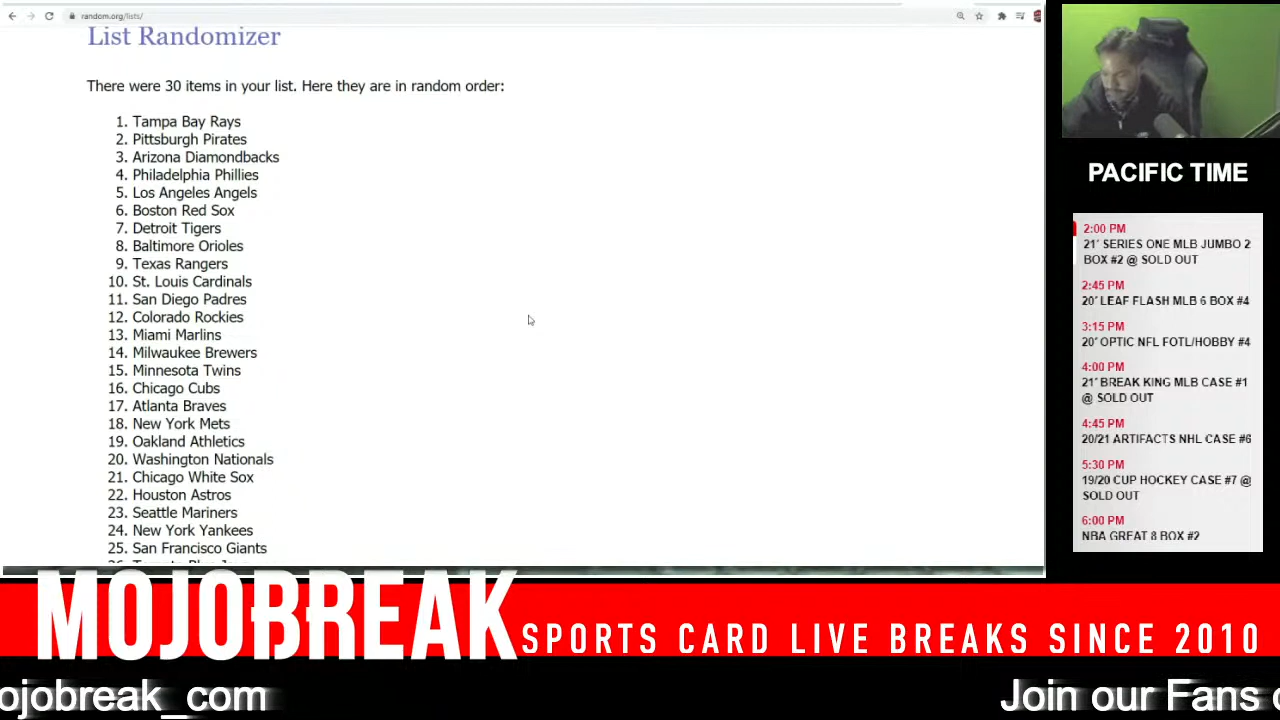 random.org/lists/
List Randomizer
There were 30 items in your list. Here they are in random order:
1. Tampa Bay Rays
2. Pittsburgh Pirates
3. Arizona Diamondbacks
4. Philadelphia Phillies
5. Los Angeles Angels
6. Boston Red Sox
7. Detroit Tigers
8. Baltimore Orioles
9. Texas Rangers
10. St. Louis Cardinals
11. San Diego Padres
12. Colorado Rockies
13. Miami Marlins
14. Milwaukee Brewers
15. Minnesota Twins
16. Chicago Cubs
17. Atlanta Braves
18. New York Mets
19. Oakland Athletics
20. Washington Nationals
21. Chicago White Sox
22. Houston Astros
23. Seattle Mariners
24. New York Yankees
25. San Francisco Giants
PACIFIC TIME
2:00 PM
21' SERIES ONE MLB JUMBO 2
BOX #2 @ SOLD OUT
2:45 PM
20' LEAF FLASH MLB 6 BOX #4
3:15 PM
20' OPTIC NFL FOTL/HOBBY #4
4:00 PM
21' BREAK KING MLB CASE #1
@ SOLD OUT
4:45 PM
20/21 ARTIFACTS NHL CASE #6
5:30 PM
19/20 CUP HOCKEY CASE #7 @
SOLD OUT
6:00 PM
NBA GREAT 8 BOX #2
MOJOBREAK SPORTS CARD LIVE BREAKS SINCE 2010
ojobreak_com Join our Fans